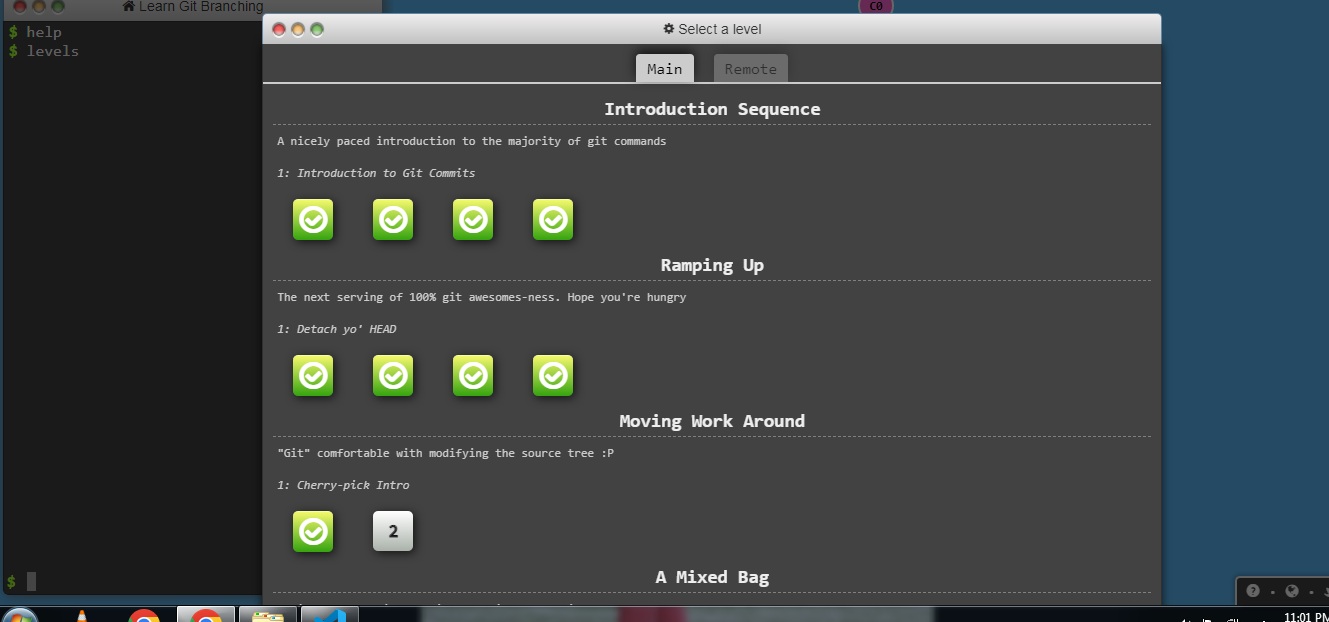 Learn Git Branching
C0
$ help
$ levels
Select a level
Main
Remote
Introduction Sequence
A nicely paced introduction to the majority of git commands
1: Introduction to Git Commits
Ramping Up
The next serving of 100% git awesomes-ness. Hope you're hungry
1: Detach yo' HEAD
Moving Work Around
"Git" comfortable with modifying the source tree :P
1: Cherry-pick Intro
2
A Mixed Bag
$
11:01 PM